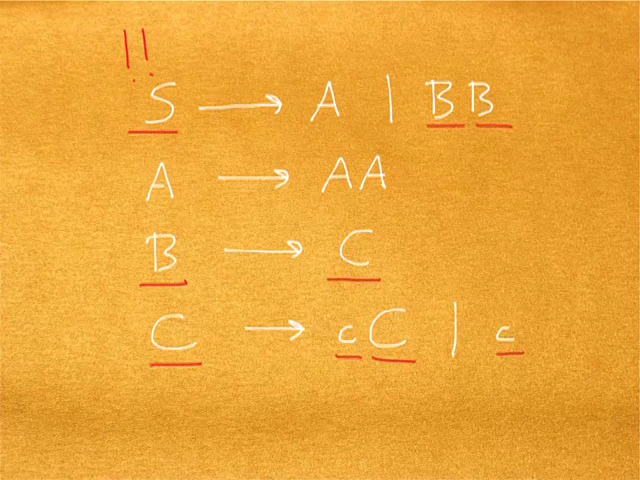 !!
S → A | BB
A → AA
B → C
C → cC | c